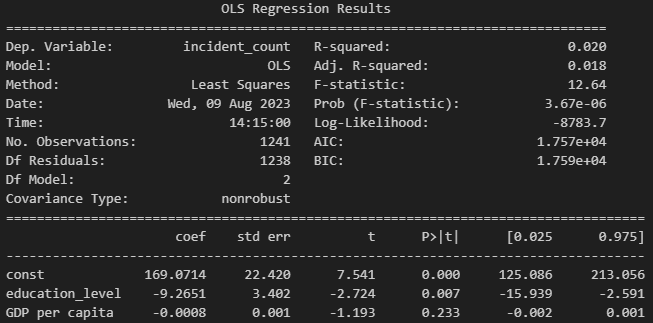 OLS Regression Results
==============================================================================
Dep. Variable: incident_count R-squared: 0.020
Model: OLS Adj. R-squared: 0.018
Method: Least Squares F-statistic: 12.64
Date: Wed, 09 Aug 2023 Prob (F-statistic): 3.67e-06
Time: 14:15:00 Log-Likelihood: -8783.7
No. Observations: 1241 AIC: 1.757e+04
Df Residuals: 1238 BIC: 1.759e+04
Df Model: 2
Covariance Type: nonrobust
===================================================================================
coef std err t P>|t| [0.025 0.975]
-----------------------------------------------------------------------------------
const 169.0714 22.420 7.541 0.000 125.086 213.056
education_level -9.2651 3.402 -2.724 0.007 -15.939 -2.591
GDP per capita -0.0008 0.001 -1.193 0.233 -0.002 0.001